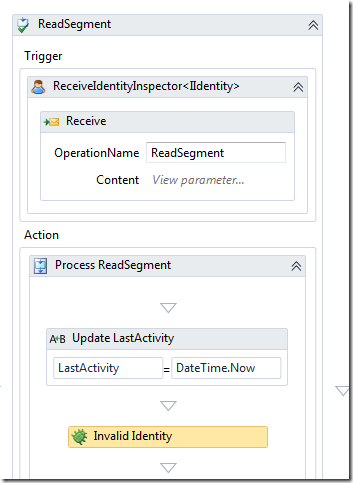 ReadSegment
Trigger
ReceiveIdentityInspector<IIdentity>
Receive
OperationName ReadSegment
Content View parameter...
Action
Process ReadSegment
A+B Update LastActivity
LastActivity = DateTime.Now
Invalid Identity